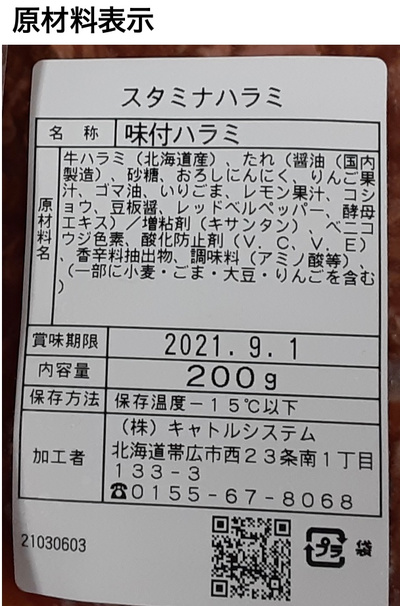 原材料表示
スタミナハラミ
名 称 味付ハラミ
原材料名
牛ハラミ（北海道産）、たれ（醤油（国内
製造）、砂糖、おろしにんにく、りんご果
汁、ゴマ油、いりごま、レモン果汁、コシ
ョウ、豆板醤、レッドベルペッパー、酵母
エキス）／増粘剤（キサンタン）、ベニコ
ウジ色素、酸化防止剤（V．C、V．E）
、香辛料抽出物、調味料（アミノ酸等）、
（一部に小麦・ごま・大豆・りんごを含む
）
賞味期限 2021.9.1
内容量 200g
保存方法 保存温度－15℃以下
加工者
（株）キャトルシステム
北海道帯広市西23条南1丁目
133-3
☎0155-67-8068
21030603
プラ 袋